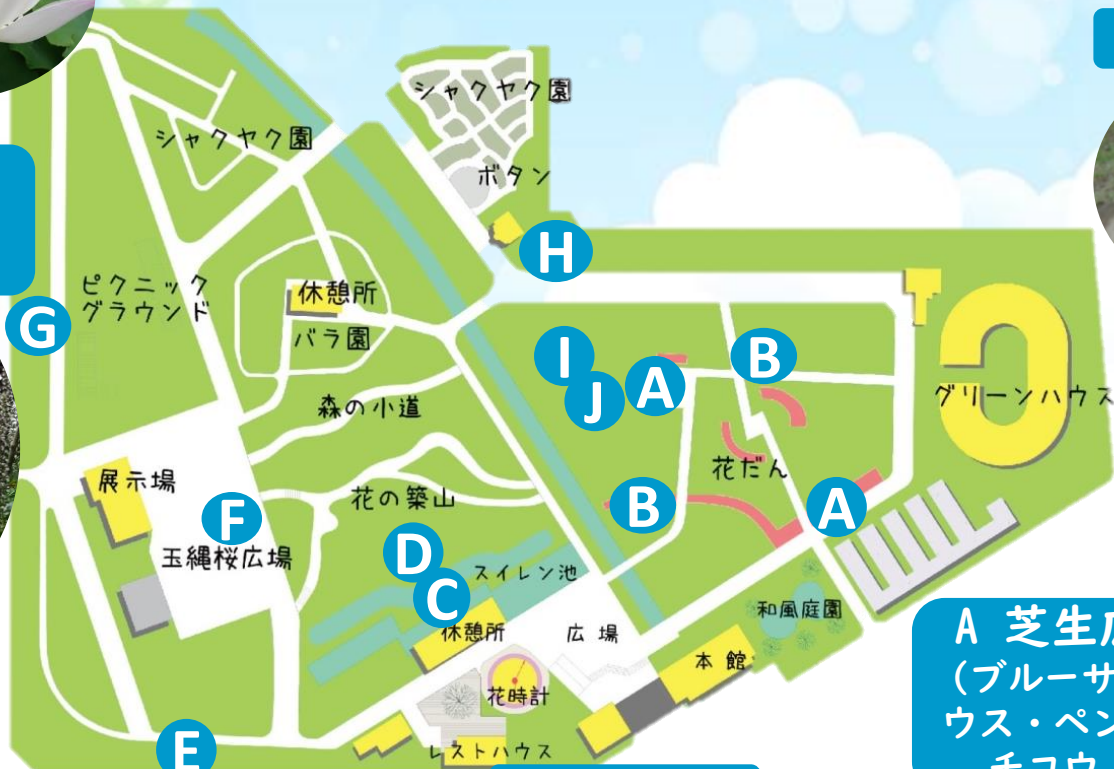 シャクヤク園
シャクヤク園
ボタン
H
ピクニック
グラウンド
G
休憩所
バラ園
I
J
A
B
グリーンハウス
森の小道
花だん
展示場
花の築山
B
A
F
玉縄桜広場
D
スイレン池
C
休憩所
広場
和風庭園
本館
花時計
E
レストハウス
A 芝生広
(ブルーサ
ウス・ペン
チョウ